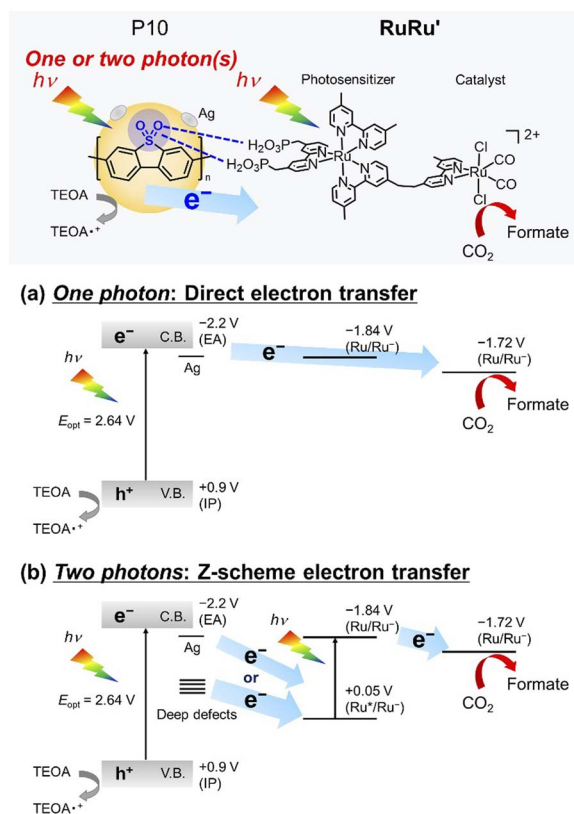 P10
RuRu'
One or two photon(s)
hν
hν
Photosensitizer
Catalyst
Ag
O
O
S
n
H₂O₃P
H₂O₃P
Ru
Cl
2+
CO
Ru
CO
Cl
TEOA
TEOA•⁺
e⁻
CO₂
Formate
(a) One photon: Direct electron transfer
e⁻ C.B.
−2.2 V
(EA)
Ag
e⁻
−1.84 V
(Ru/Ru⁻)
−1.72 V
(Ru/Ru⁻)
hν
E_opt = 2.64 V
CO₂
Formate
TEOA
TEOA•⁺
h⁺ V.B.
+0.9 V
(IP)
(b) Two photons: Z-scheme electron transfer
e⁻ C.B.
−2.2 V
(EA)
Ag
hν
−1.84 V
(Ru/Ru⁻)
e⁻
−1.72 V
(Ru/Ru⁻)
hν
e⁻
or
e⁻
E_opt = 2.64 V
Deep defects
+0.05 V
(Ru*/Ru⁻)
CO₂
Formate
TEOA
TEOA•⁺
h⁺ V.B.
+0.9 V
(IP)